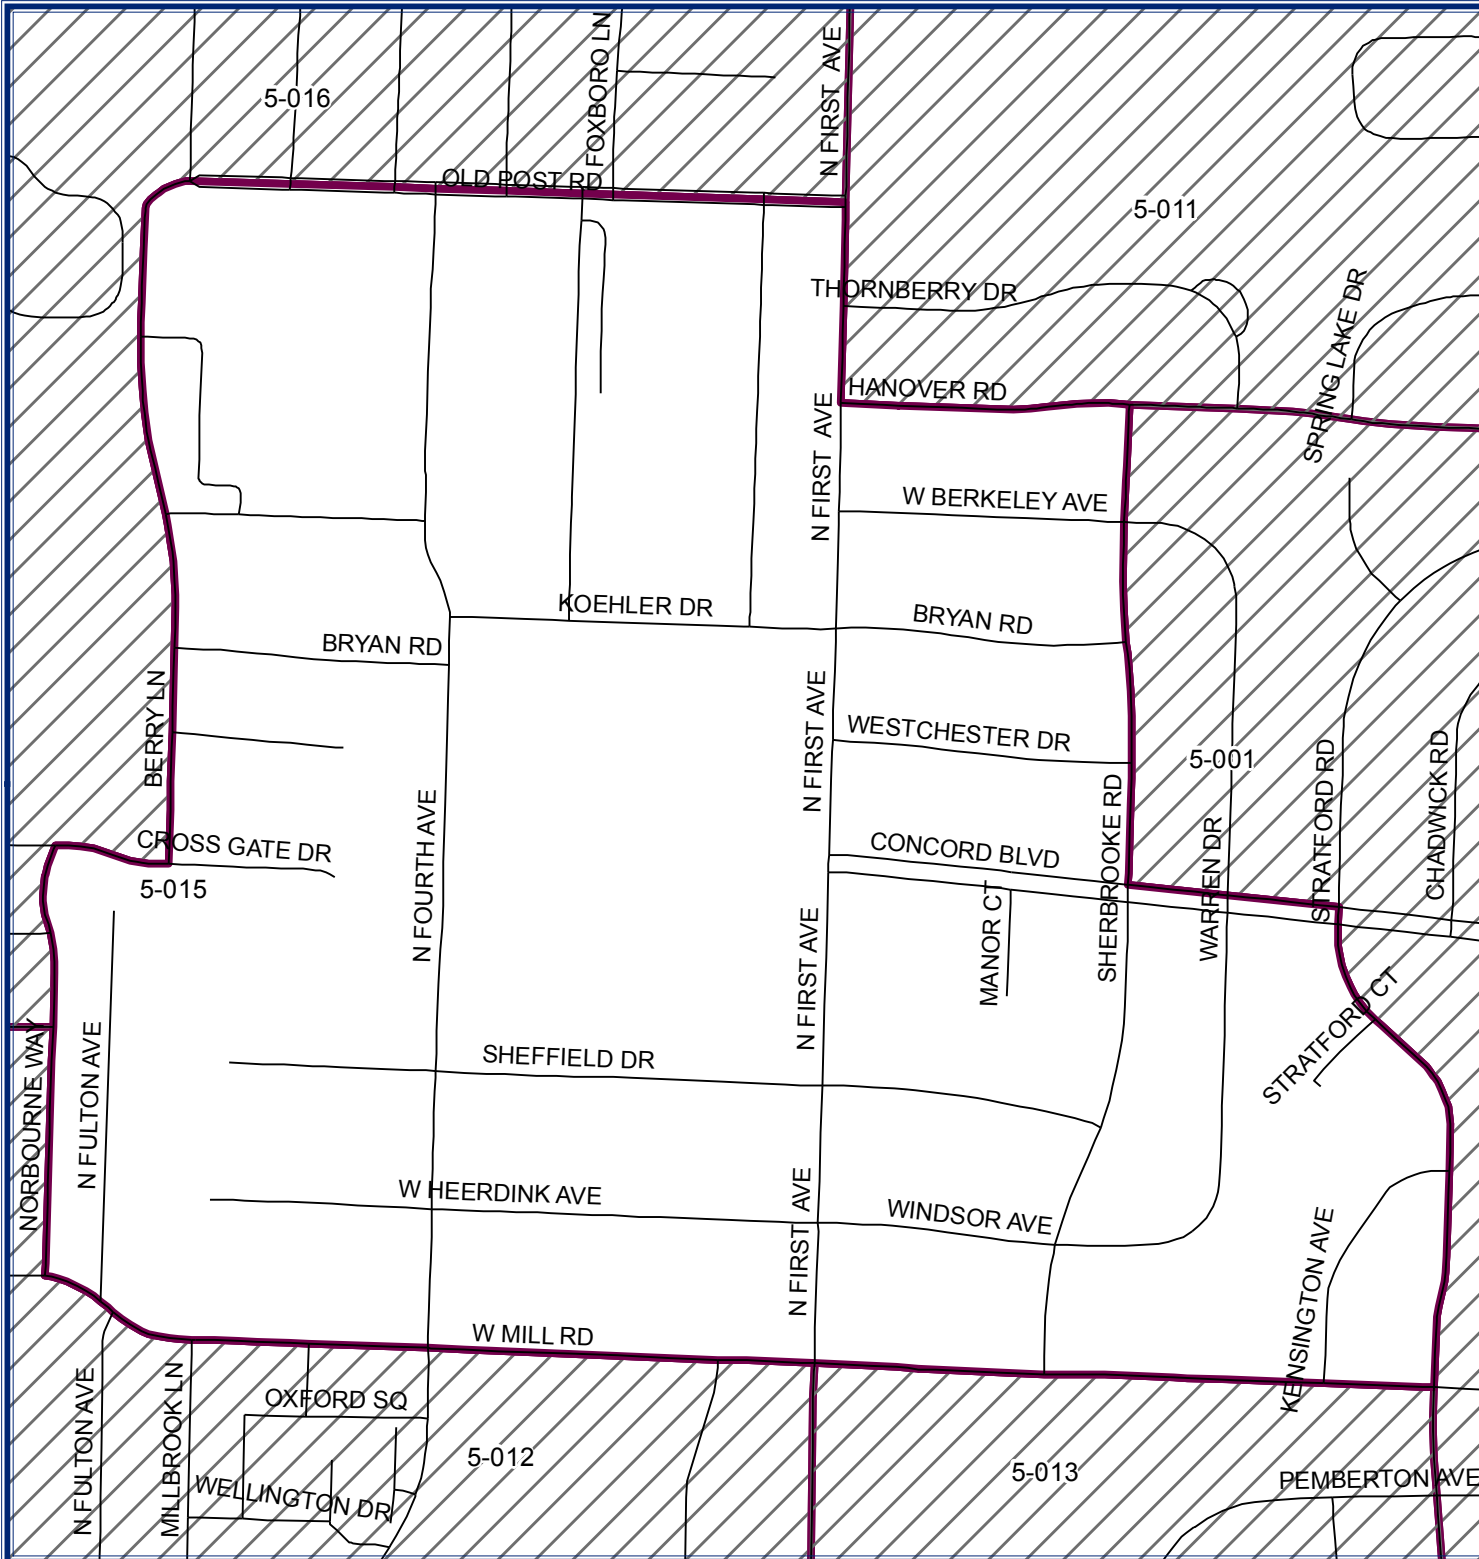 FOXBORO LN
N FIRST AVE
5-016
OLD POST RD
5-011
THORNBERRY DR
SPRING LAKE DR
HANOVER RD
N FIRST AVE
W BERKELEY AVE
KOEHLER DR
BRYAN RD
BRYAN RD
BERRY LN
N FIRST AVE
WESTCHESTER DR
5-001
STRATFORD RD
CHADWICK RD
SHERBROOKE RD
N FOURTH AVE
WARREN DR
CROSS GATE DR
CONCORD BLVD
5-015
MANOR CT
N FIRST AVE
STRATFORD CT
NORBOURNE WAY
N FULTON AVE
SHEFFIELD DR
W HEERDINK AVE
N FIRST AVE
WINDSOR AVE
KENSINGTON AVE
W MILL RD
N FULTON AVE
MILLBROOK LN
OXFORD SQ
5-012
5-013
WELLINGTON DR
PEMBERTON AVE